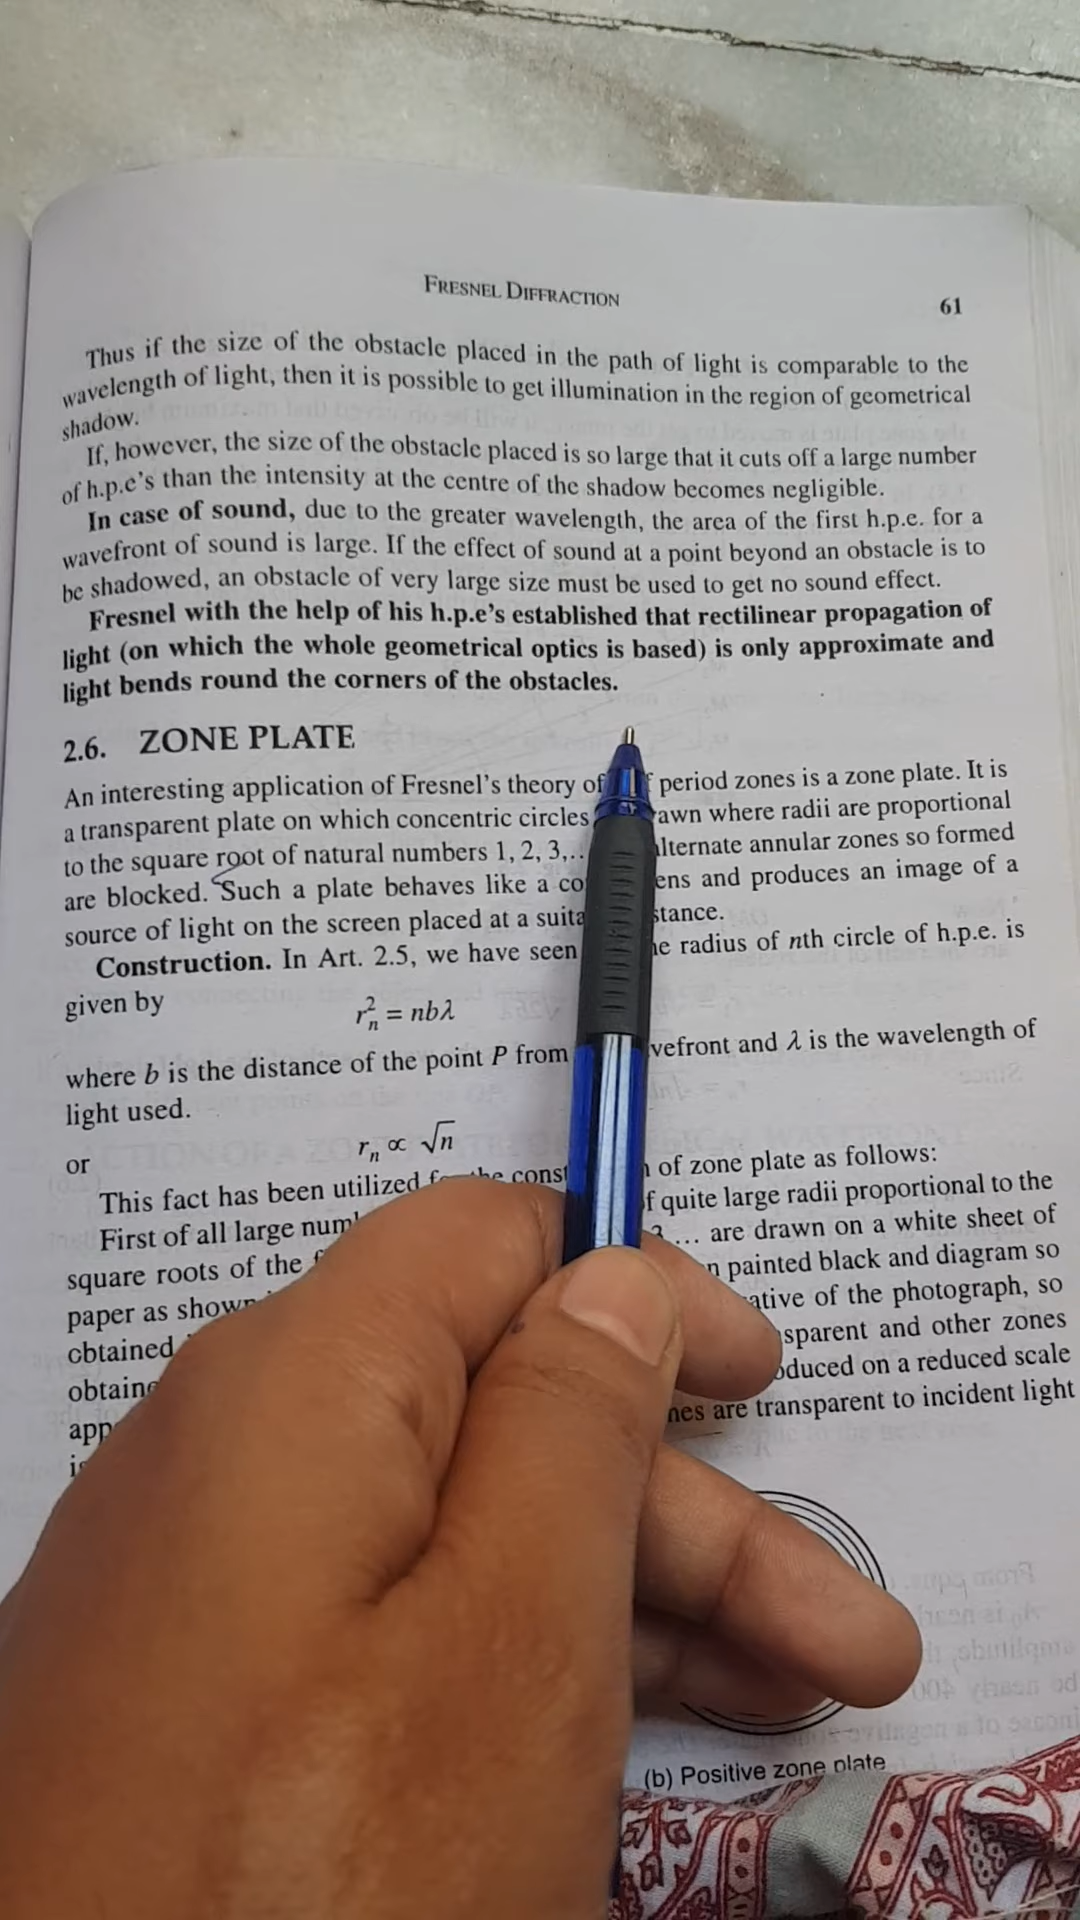 FRESNEL DIFFRACTION
61
Thus if the size of the obstacle placed in the path of light is comparable to the
wavelength of light, then it is possible to get illumination in the region of geometrical
shadow.
If, however, the size of the obstacle placed is so large that it cuts off a large number
of h.p.e's than the intensity at the centre of the shadow becomes negligible.
In case of sound, due to the greater wavelength, the area of the first h.p.e. for a
wavefront of sound is large. If the effect of sound at a point beyond an obstacle is to
be shadowed, an obstacle of very large size must be used to get no sound effect.
Fresnel with the help of his h.p.e's established that rectilinear propagation of
light (on which the whole geometrical optics is based) is only approximate and
light bends round the corners of the obstacles.
2.6. ZONE PLATE
An interesting application of Fresnel's theory of period zones is a zone plate. It is
a transparent plate on which concentric circles where radii are proportional
to the square root of natural numbers 1, 2, 3,.. alternate annular zones so formed
are blocked. Such a plate behaves like a and produces an image of a
source of light on the screen placed at a
Construction. In Art. 2.5, we have seen radius of nth circle of h.p.e. is
given by
r²ₙ = nbλ
where b is the distance of the point P from and λ is the wavelength of
light used.
or rₙ ∝ √n
This fact has been utilized of zone plate as follows:
First of all large quite large radii proportional to the
square roots of the ... are drawn on a white sheet of
paper as painted black and diagram so
obtained of the photograph, so
and other zones
on a reduced scale
are transparent to incident light
(b) Positive zone plate